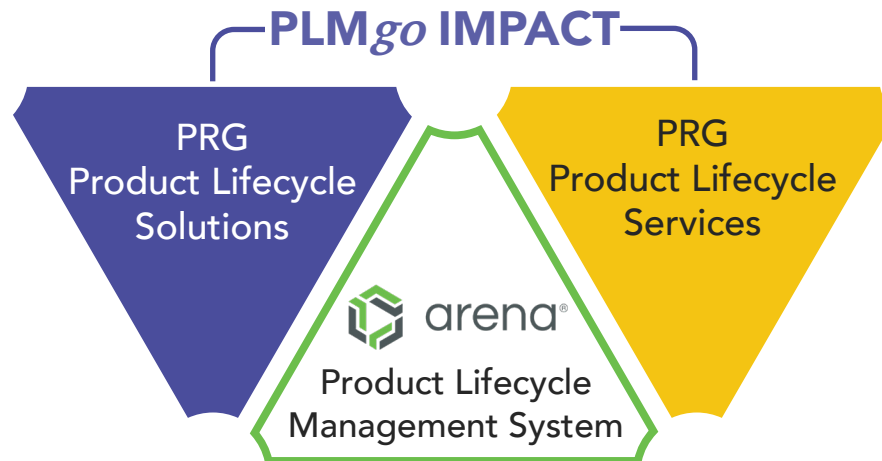 PLMgo IMPACT
PRG
Product Lifecycle
Solutions
PRG
Product Lifecycle
Services
arena®
Product Lifecycle
Management System